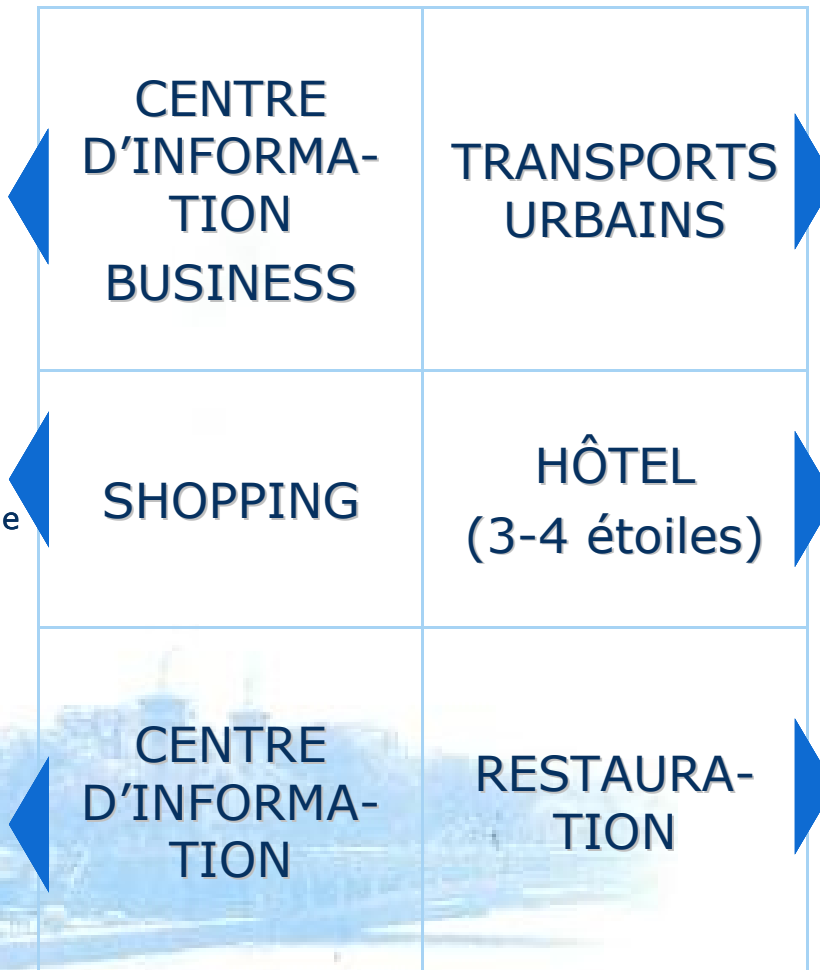 CENTRE
D’INFORMA-
TION
BUSINESS
TRANSPORTS
URBAINS
e
SHOPPING
HÔTEL
(3-4 étoiles)
CENTRE
D’INFORMA-
TION
RESTAURA-
TION